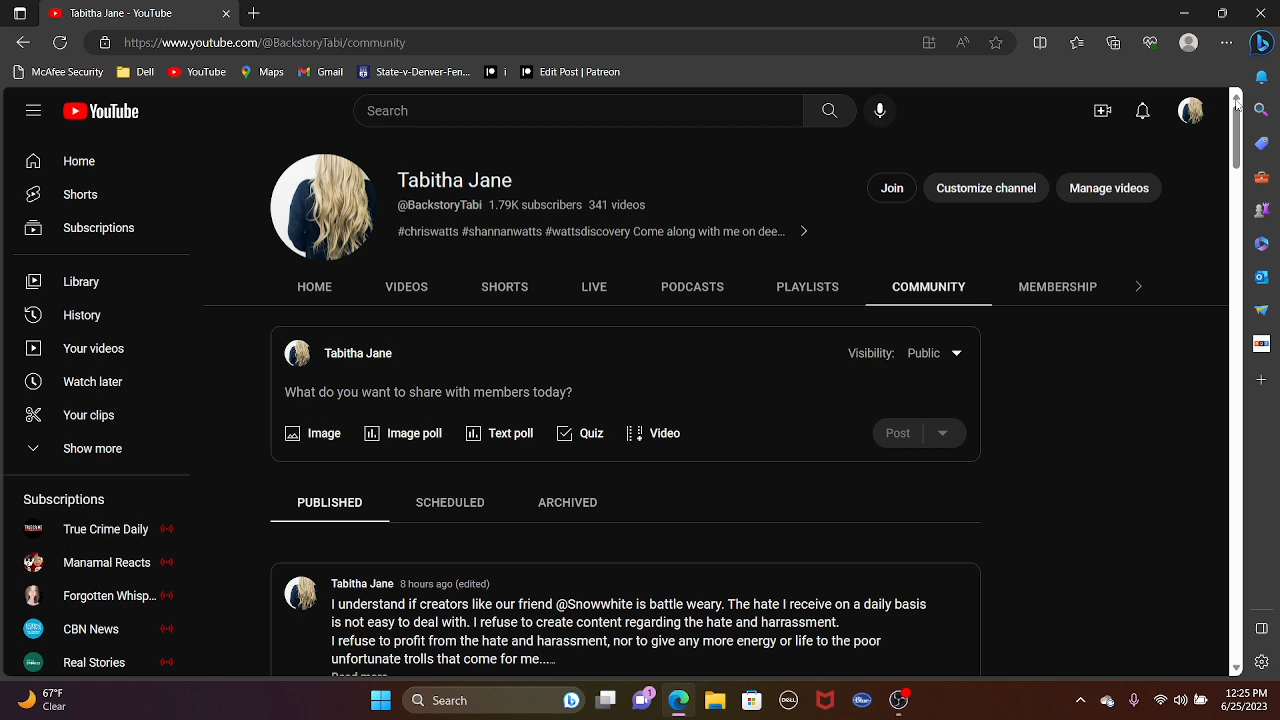 Tabitha Jane - YouTube
https://www.youtube.com/@BackstoryTabi/community
McAfee Security Dell YouTube Maps Gmail State-v-Denver-Fen... i Edit Post | Patreon
YouTube Search
Home
Shorts
Subscriptions
Library
History
Your videos
Watch later
Your clips
Show more
Subscriptions
True Crime Daily
Manamal Reacts
Forgotten Whisp...
CBN News
Real Stories
Tabitha Jane
@BackstoryTabi 1.79K subscribers 341 videos
#chriswatts #shannanwatts #wattsdiscovery Come along with me on dee...
Join Customize channel Manage videos
HOME VIDEOS SHORTS LIVE PODCASTS PLAYLISTS COMMUNITY MEMBERSHIP
Tabitha Jane Visibility: Public
What do you want to share with members today?
Image Image poll Text poll Quiz Video Post
PUBLISHED SCHEDULED ARCHIVED
Tabitha Jane 8 hours ago (edited)
I understand if creators like our friend @Snowwhite is battle weary. The hate I receive on a daily basis
is not easy to deal with. I refuse to create content regarding the hate and harrassment.
I refuse to profit from the hate and harassment, nor to give any more energy or life to the poor
unfortunate trolls that come for me......
Read more
67°F
Clear
Search
1
DELL
Blue
12:25 PM
6/25/2023